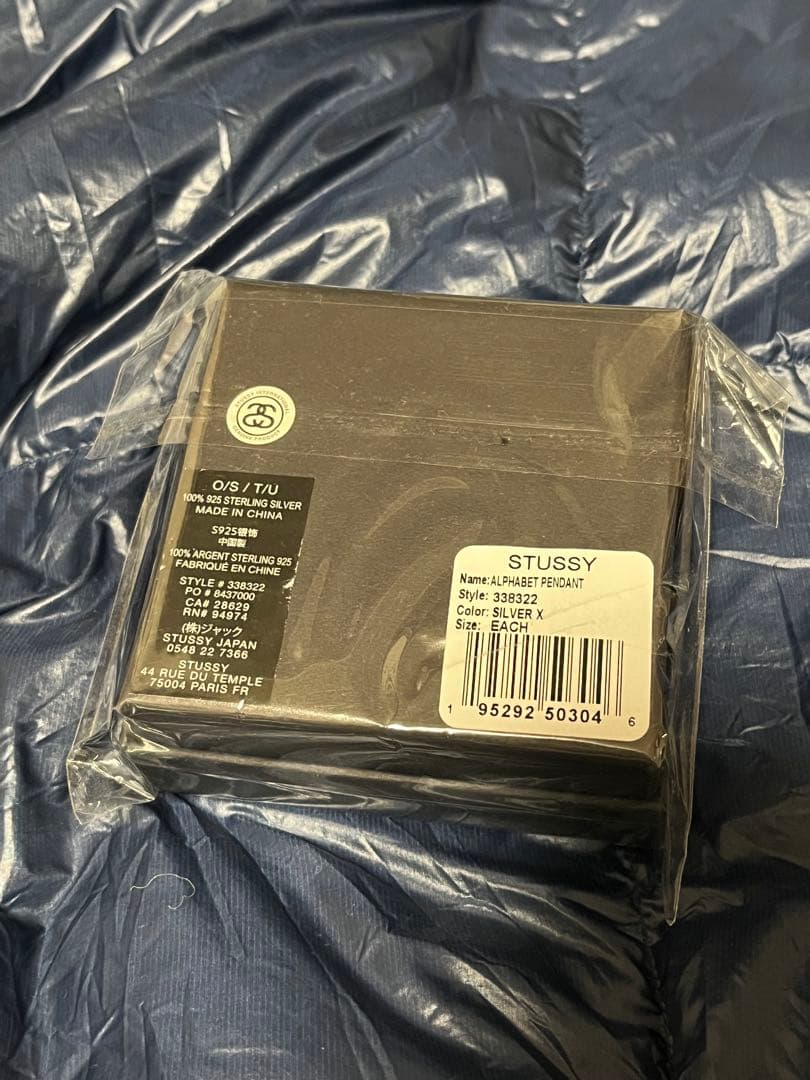 O/S / T/U
100% 925 STERLING SILVER
MADE IN CHINA
S925银饰
中国製
100% ARGENT STERLING 925
FABRIQUÉ EN CHINE
STYLE # 338322
PO # 8437000
CA# 28629
RN# 94974
(株)ジャック
STUSSY JAPAN
0548 22 7366
STUSSY
44 RUE DU TEMPLE
75004 PARIS FR
STUSSY
Name:ALPHABET PENDANT
Style: 338322
Color: SILVER X
Size: EACH
1 95292 50304 6